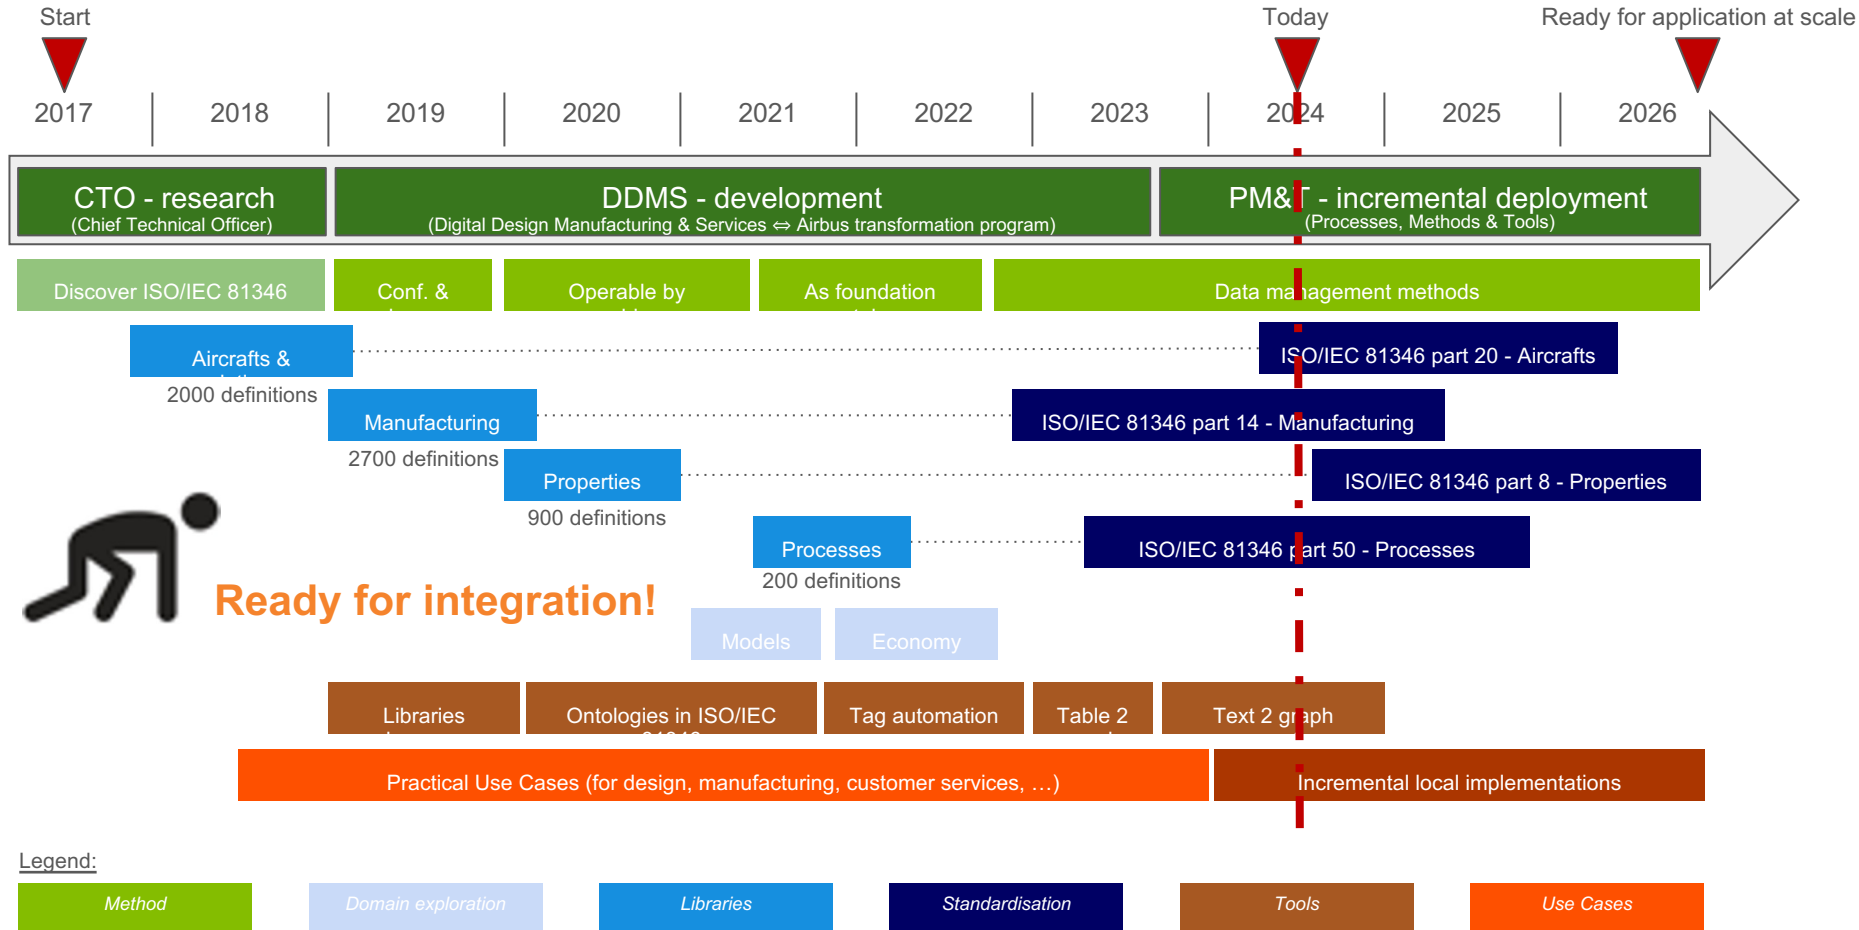 Start
Today
Ready for application at scale
2017
2018
2019
2020
2021
2022
2023
2024
2025
2026
CTO - research
(Chief Technical Officer)
DDMS - development
(Digital Design Manufacturing & Services ⇔ Airbus transformation program)
PM&T - incremental deployment
(Processes, Methods & Tools)
Discover ISO/IEC 81346
Conf. &
Operable by
As foundation
Data management methods
Aircrafts &
2000 definitions
ISO/IEC 81346 part 20 - Aircrafts
Manufacturing
2700 definitions
ISO/IEC 81346 part 14 - Manufacturing
Properties
900 definitions
ISO/IEC 81346 part 8 - Properties
Processes
200 definitions
ISO/IEC 81346 part 50 - Processes
Ready for integration!
Models
Economy
Libraries
Ontologies in ISO/IEC
Tag automation
Table 2
Text 2 graph
Practical Use Cases (for design, manufacturing, customer services, …)
Incremental local implementations
Legend:
Method
Domain exploration
Libraries
Standardisation
Tools
Use Cases